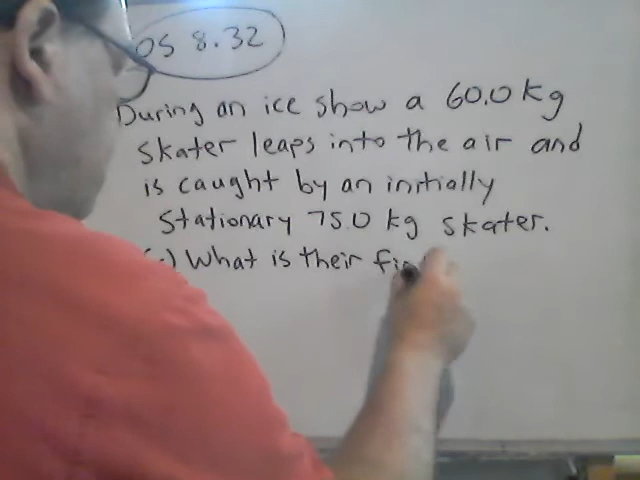 OS 8.32
During an ice show a 60.0 kg
skater leaps into the air and
is caught by an initially
stationary 75.0 kg skater.
What is their